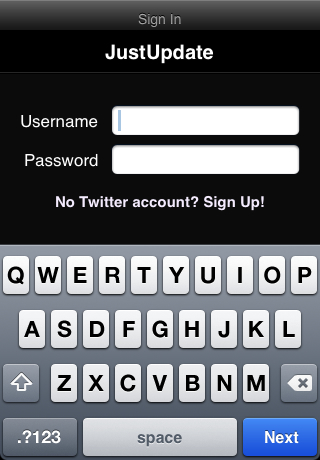 Sign In
JustUpdate
Username
Password
No Twitter account? Sign Up!
Q W E R T Y U I O P
A S D F G H J K L
Z X C V B N M
.?123 space Next